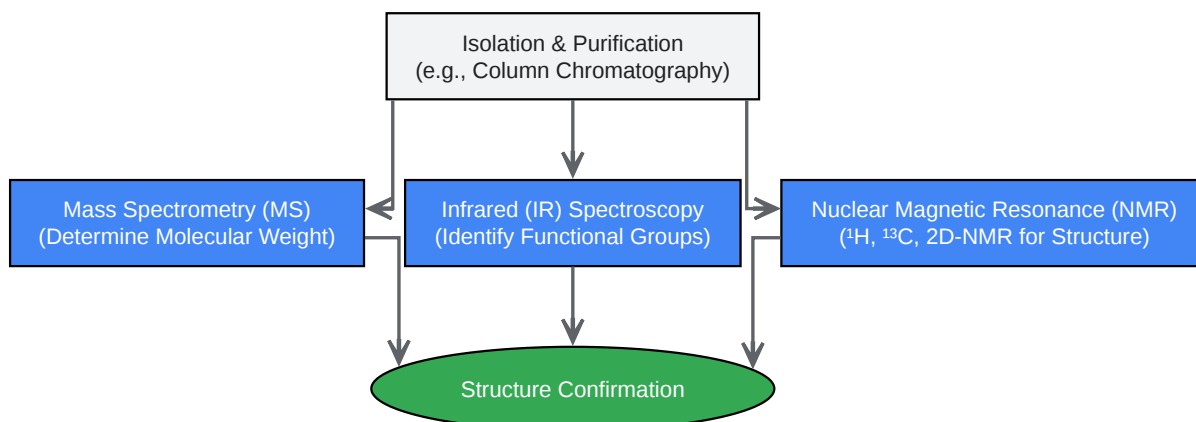 Isolation & Purification
(e.g., Column Chromatography)
Mass Spectrometry (MS)
(Determine Molecular Weight)
Infrared (IR) Spectroscopy
(Identify Functional Groups)
Nuclear Magnetic Resonance (NMR)
(¹H, ¹³C, 2D-NMR for Structure)
Structure Confirmation